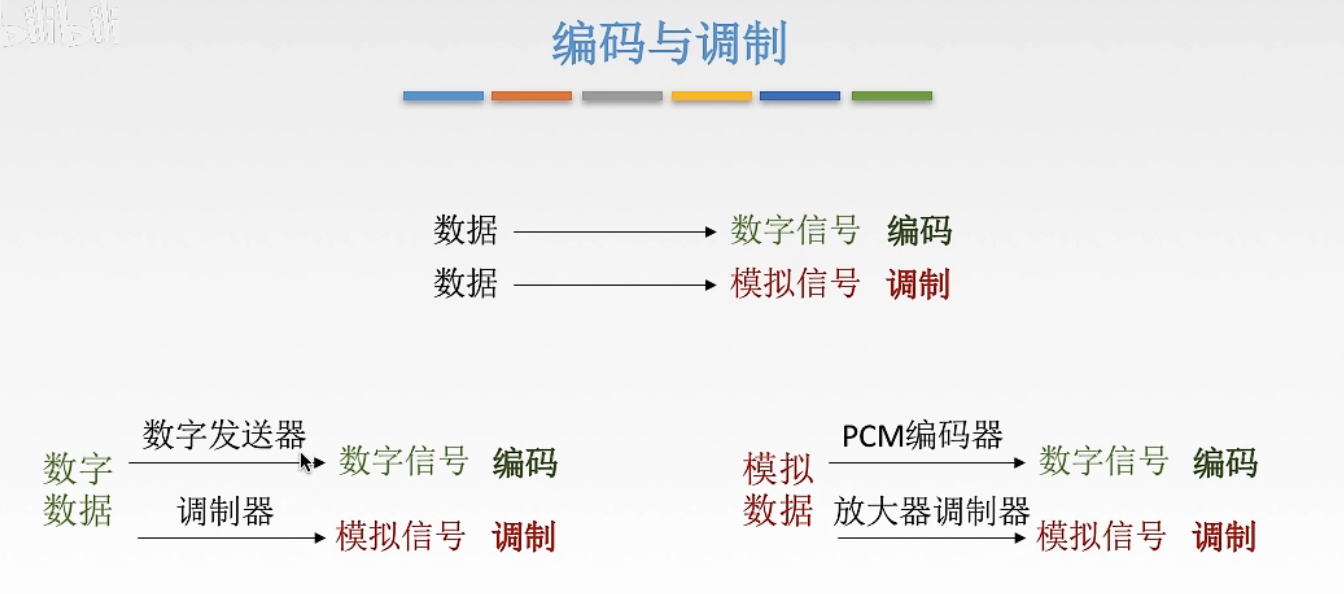 bilibili
编码与调制
数据 数字信号 编码
数据 模拟信号 调制
数字发送器
数字 数字信号 编码
数据 调制器
模拟信号 调制
PCM编码器
模拟 数字信号 编码
数据 放大器调制器
模拟信号 调制